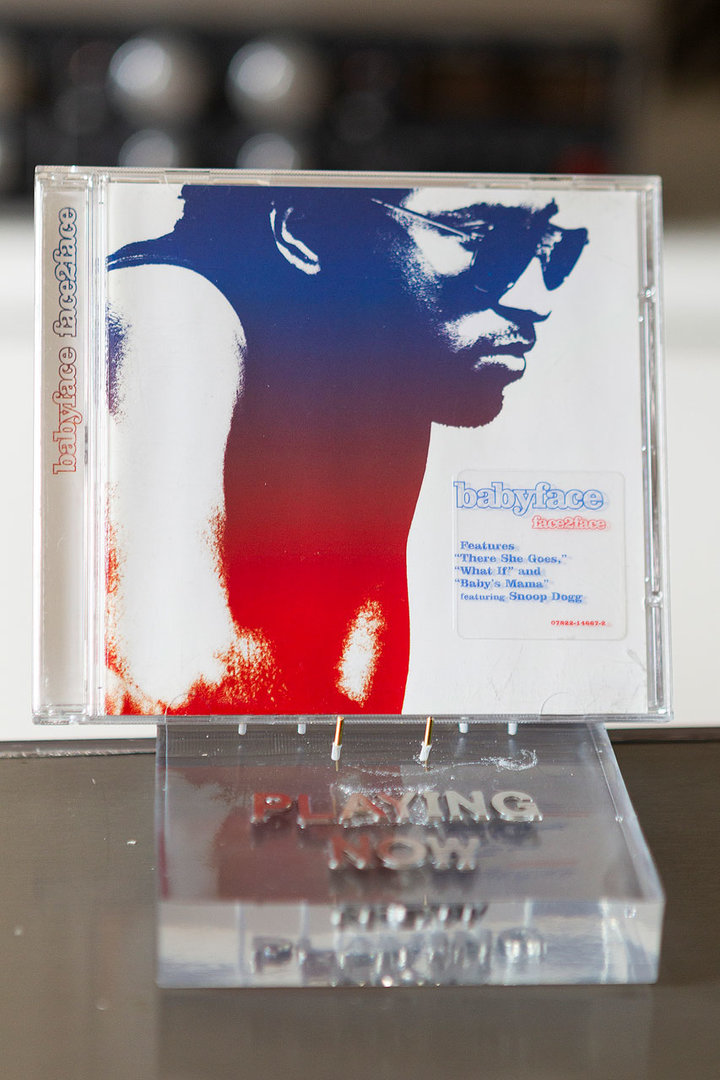 babyface face2face
babyface
face2face
Features
"There She Goes,"
"What If" and
"Baby's Mama"
featuring Snoop Dogg
07822-14667-2
PLAYING
NOW